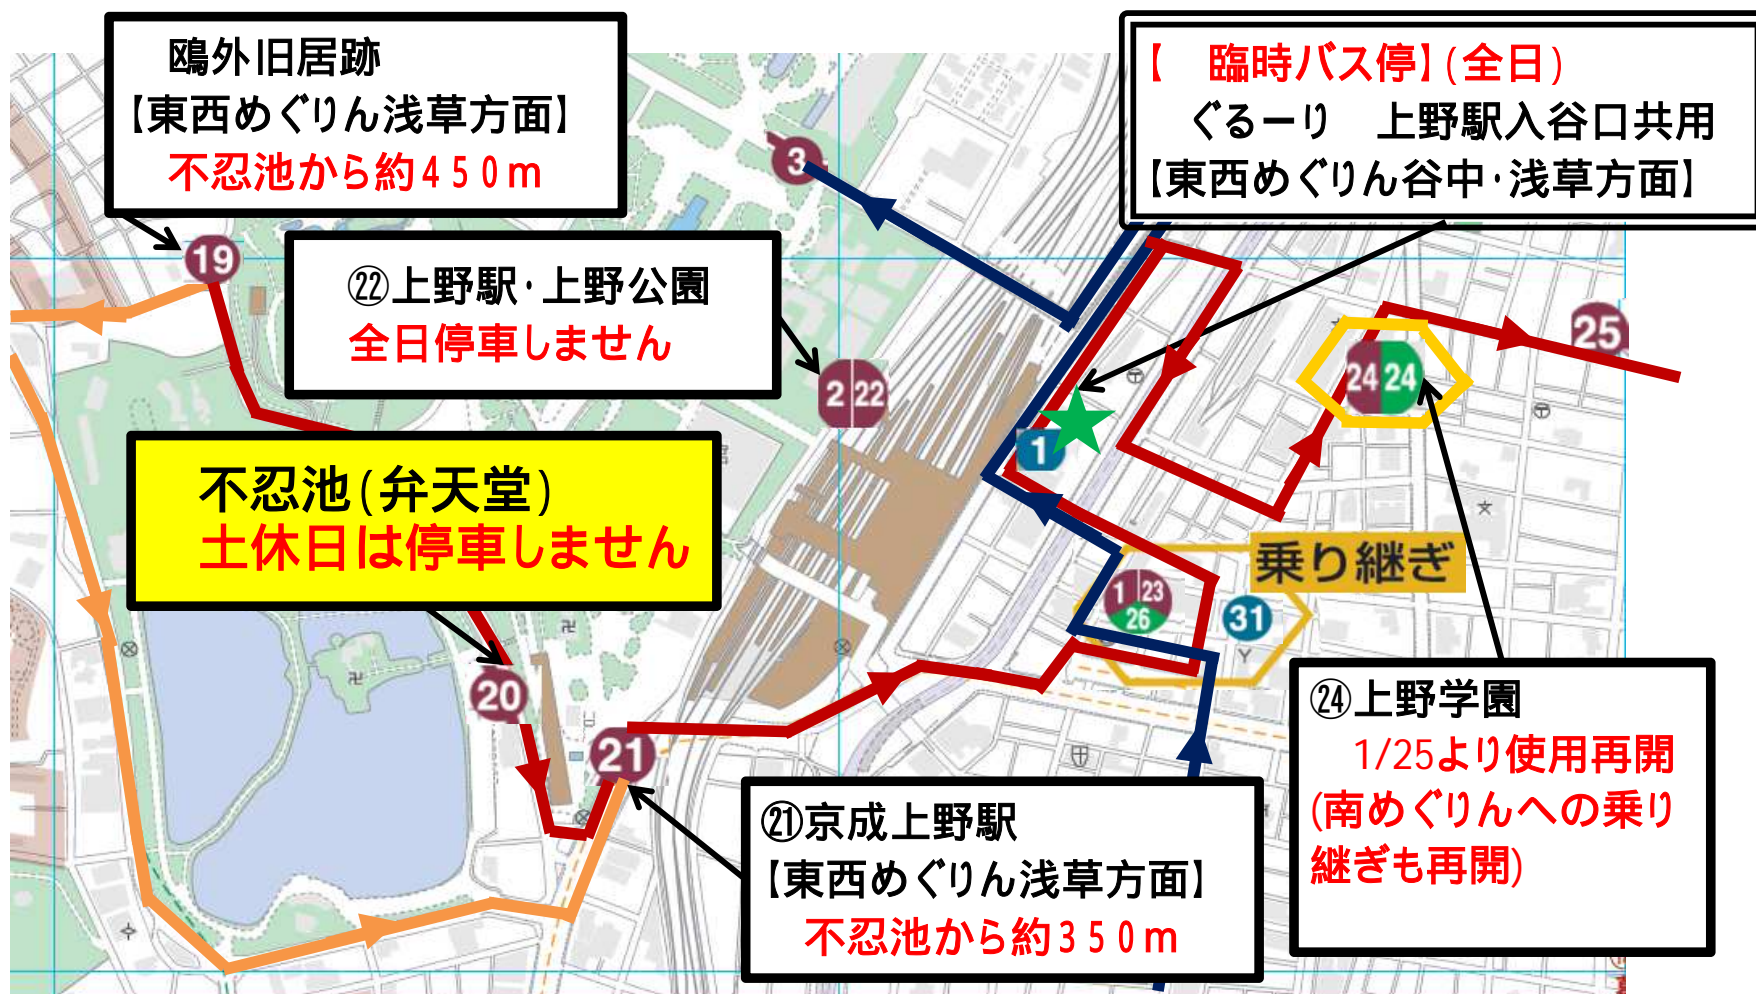 鴎外旧居跡
【東西めぐりん浅草方面】
不忍池から約450m
【　臨時バス停】(全日)
ぐるーり　上野駅入谷口共用
【東西めぐりん谷中・浅草方面】
3
19
㉒上野駅・上野公園
全日停車しません
2 22
25
24 24
1
不忍池(弁天堂)
土休日は停車しません
乗り継ぎ
1 23
26
31
20
21
㉔上野学園
1/25より使用再開
(南めぐりんへの乗り
継ぎも再開)
㉑京成上野駅
【東西めぐりん浅草方面】
不忍池から約350m